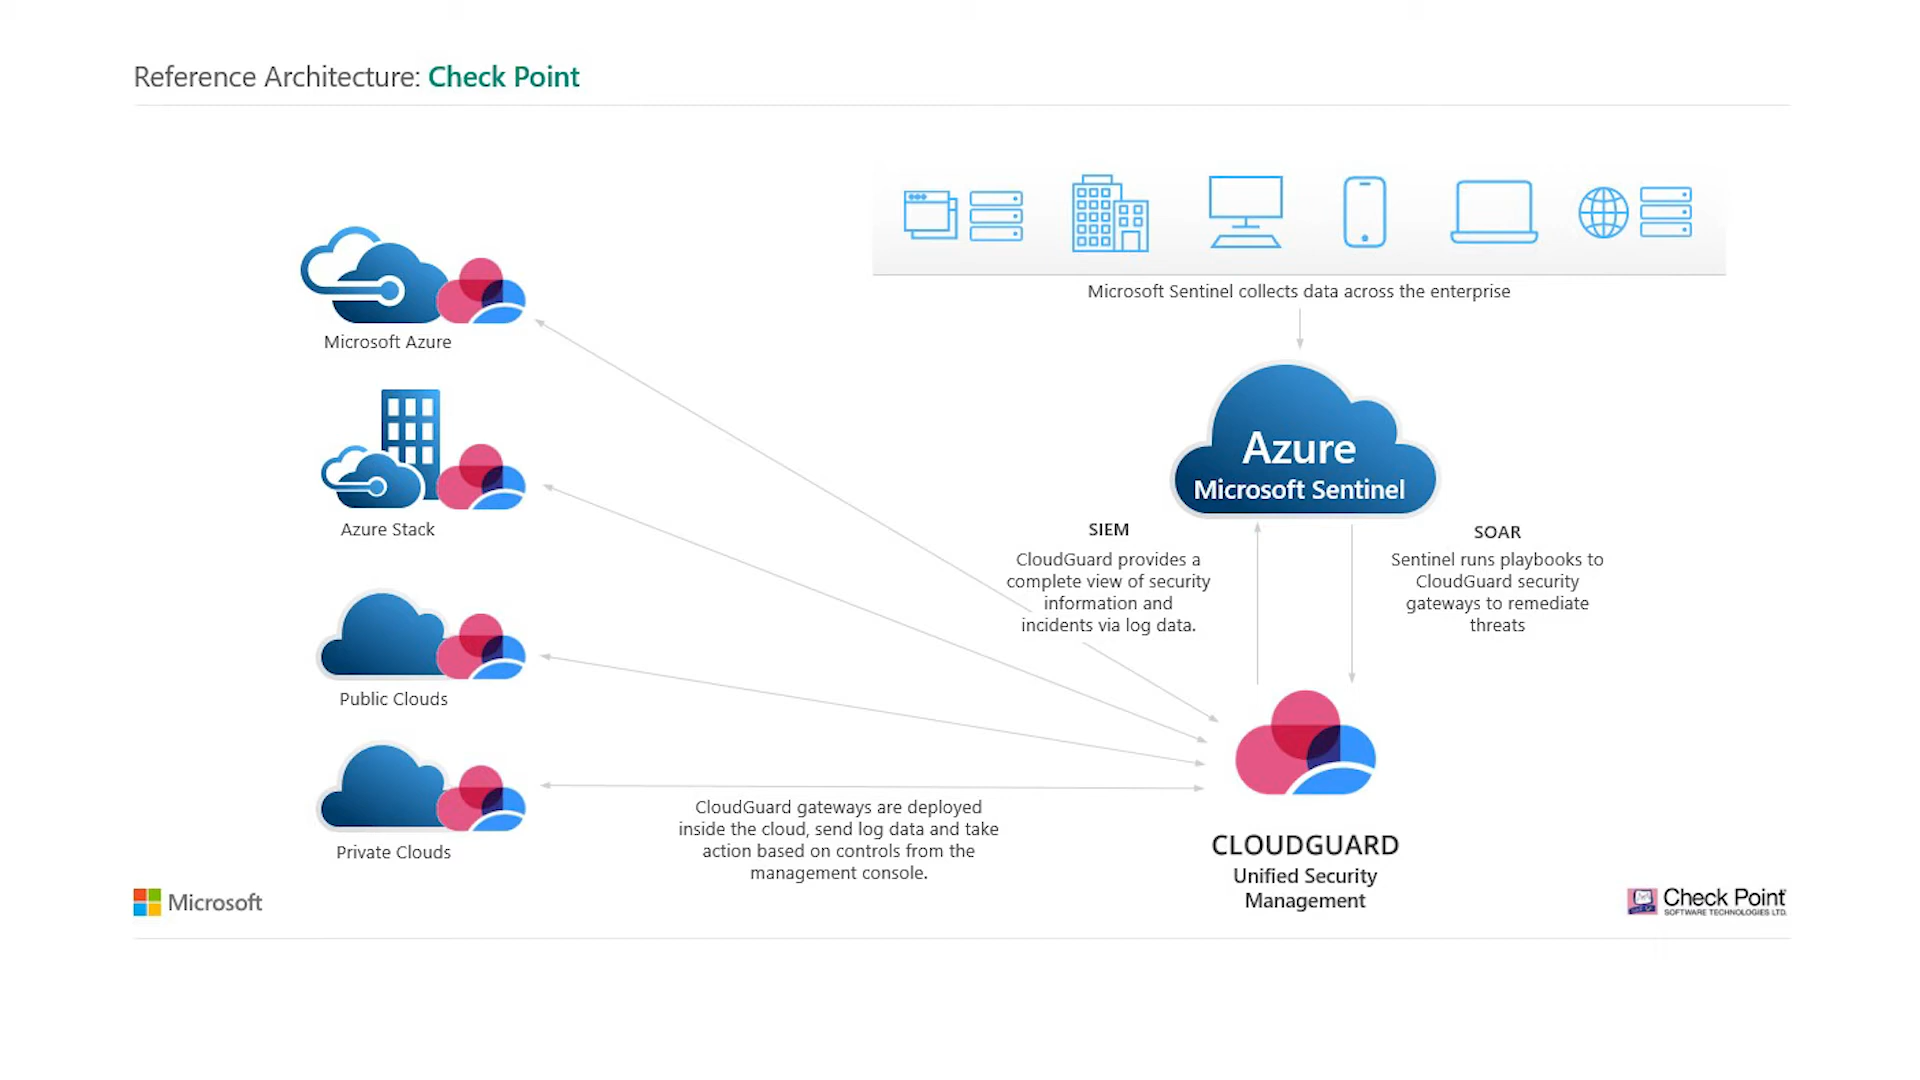 Reference Architecture: Check Point
Microsoft Sentinel collects data across the enterprise
Microsoft Azure
Azure
Microsoft Sentinel
Azure Stack
SIEM
CloudGuard provides a
complete view of security
information and
incidents via log data.
SOAR
Sentinel runs playbooks to
CloudGuard security
gateways to remediate
threats
Public Clouds
Private Clouds
CloudGuard gateways are deployed
inside the cloud, send log data and take
action based on controls from the
management console.
CLOUDGUARD
Unified Security
Management
Microsoft
Check Point
SOFTWARE TECHNOLOGIES LTD.